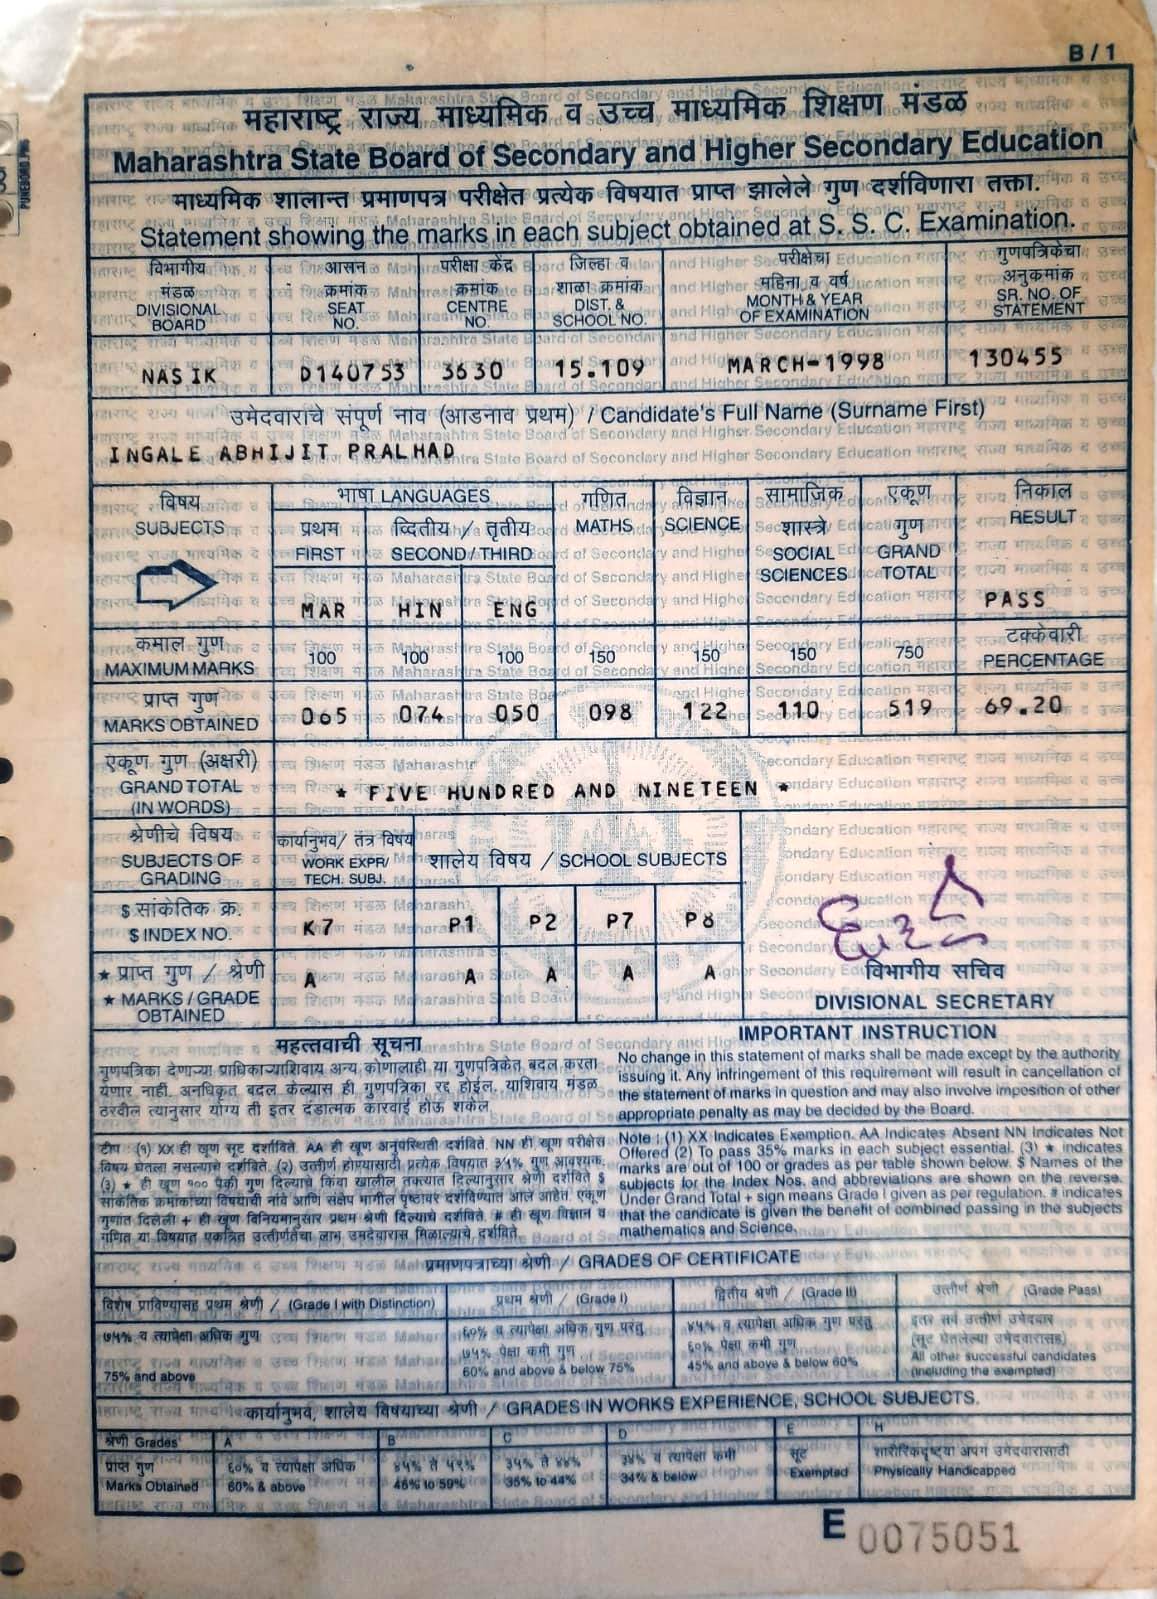 B / 1
महाराष्ट्र राज्य माध्यमिक व उच्च माध्यमिक शिक्षण मंडळ
Maharashtra State Board of Secondary and Higher Secondary Education
माध्यमिक शालान्त प्रमाणपत्र परीक्षेत प्रत्येक विषयात प्राप्त झालेले गुण दर्शविणारा तक्ता.
Statement showing the marks in each subject obtained at S. S. C. Examination.
विभागीय मंडळ DIVISIONAL BOARD
आसन क्रमांक SEAT NO.
परीक्षा केंद्र क्रमांक CENTRE NO.
जिल्हा व शाळा क्रमांक DIST. & SCHOOL NO.
परीक्षेचा महिना व वर्ष MONTH & YEAR OF EXAMINATION
गुणपत्रिकेचा अनुक्रमांक SR. NO. OF STATEMENT
NASIK D140753 3630 15.109 MARCH-1998 130455
उमेदवाराचे संपूर्ण नांव (आडनाव प्रथम) / Candidate's Full Name (Surname First)
INGALE ABHIJIT PRALHAD
विषय SUBJECTS
भाषा LANGUAGES
प्रथम FIRST
द्वितीय / तृतीय SECOND / THIRD
गणित MATHS
विज्ञान SCIENCE
सामाजिक शास्त्रे SOCIAL SCIENCES
एकूण गुण GRAND TOTAL
निकाल RESULT
MAR HIN ENG PASS
कमाल गुण MAXIMUM MARKS 100 100 100 150 150 150 750
टक्केवारी PERCENTAGE
प्राप्त गुण MARKS OBTAINED 065 074 050 098 122 110 519 69.20
एकूण गुण (अक्षरी) GRAND TOTAL (IN WORDS)
* FIVE HUNDRED AND NINETEEN *
श्रेणीचे विषय SUBJECTS OF GRADING
कार्यानुभव/ तंत्र विषय WORK EXPR/ TECH. SUBJ.
शालेय विषय / SCHOOL SUBJECTS
$ सांकेतिक क्र. $ INDEX NO. K7 P1 P2 P7 P8
★ प्राप्त गुण / श्रेणी ★ MARKS / GRADE OBTAINED A A A A A
विभागीय सचिव
DIVISIONAL SECRETARY
महत्तवाची सूचना
गुणपत्रिका देणाऱ्या प्राधिकाऱ्याशिवाय अन्य कोणालाही या गुणपत्रिकेत बदल करता
येणार नाही. अनधिकृत बदल केल्यास ही गुणपत्रिका रद्द होईल. याशिवाय मंडळ
ठरवील त्यानुसार योग्य ती इतर दंडात्मक कारवाई होऊ शकेल
IMPORTANT INSTRUCTION
No change in this statement of marks shall be made except by the authority
issuing it. Any infringement of this requirement will result in cancellation of
the statement of marks in question and may also involve imposition of other
appropriate penalty as may be decided by the Board.
टीप : (१) XX ही खूण सूट दर्शविते. AA ही खूण अनुपस्थिती दर्शविते. NN ही खूण परीक्षेस
विषय घेतला नसल्याचे दर्शविते. (२) उत्तीर्ण होण्यासाठी प्रत्येक विषयात ३५% गुण आवश्यक.
(3) ★ ही खूण १०० पैकी गुण दिल्याचे किंवा खालील तक्त्यात दिल्यानुसार श्रेणी दर्शविते $
सांकेतिक क्रमांकाच्या विषयाची नांवे आणि संक्षेप मागील पृष्ठावर दर्शविण्यात आले आहेत. एकूण
गुणांत दिलेली + ही खूण विनियमानुसार प्रथम श्रेणी दिल्याचे दर्शविते. # ही खूण विज्ञान व
गणित या विषयात एकत्रित उत्तीर्णतेचा लाभ उमेदवारास मिळाल्याचे दर्शविते.
Note : (1) XX Indicates Exemption. AA Indicates Absent NN Indicates Not
Offered (2) To pass 35% marks in each subject essential. (3) ★ indicates
marks are out of 100 or grades as per table shown below. $ Names of the
subjects for the Index Nos. and abbreviations are shown on the reverse.
Under Grand Total + sign means Grade I given as per regulation. # indicates
that the candicate is given the benefit of combined passing in the subjects
mathematics and Science.
प्रमाणपत्राच्या श्रेणी / GRADES OF CERTIFICATE
विशेष प्राविण्यासह प्रथम श्रेणी / (Grade I with Distinction)
प्रथम श्रेणी / (Grade I)
द्वितीय श्रेणी / (Grade II)
उत्तीर्ण श्रेणी / (Grade Pass)
७५% व त्यापेक्षा अधिक गुण
75% and above
६०% व त्यापेक्षा अधिक गुण परंतु
७५% पेक्षा कमी गुण
60% and above & below 75%
४५% व त्यापेक्षा अधिक गुण परंतु
६०% पेक्षा कमी गुण
45% and above & below 60%
इतर सर्व उत्तीर्ण उमेदवार
(सूट घेतलेल्या उमेदवारासह)
All other successful candidates
(including the exempted)
कार्यानुभव, शालेय विषयाच्या श्रेणी / GRADES IN WORKS EXPERIENCE, SCHOOL SUBJECTS.
श्रेणी Grades A B C D E H
प्राप्त गुण ६०% व त्यापेक्षा अधिक ४५% ते ५९% ३५% ते ४४% ३४% व त्यापेक्षा कमी सूट शारीरिकदृष्ट्या अपंग उमेदवारासाठी
Marks Obtained 60% & above 45% to 59% 35% to 44% 34% & below Exempted Physically Handicapped
E 0075051